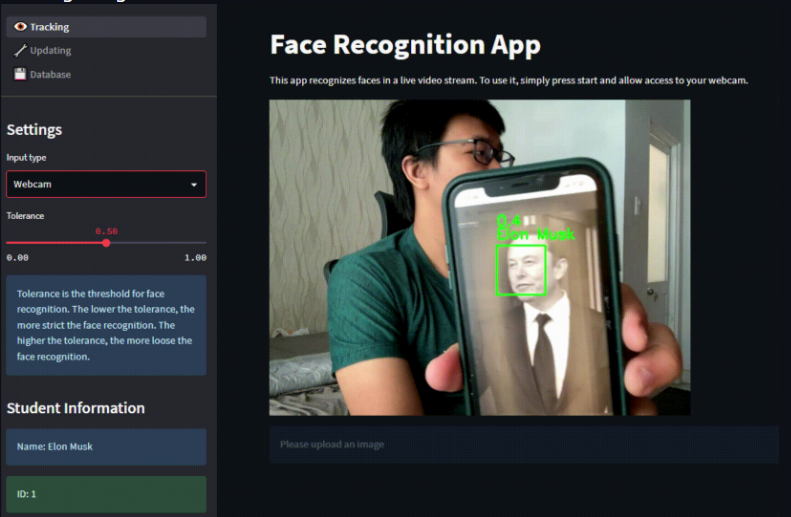 Tracking
Updating
Database
Settings
Input type
Webcam
Tolerance
0.50
0.00 1.00
Tolerance is the threshold for face
recognition. The lower the tolerance, the
more strict the face recognition. The
higher the tolerance, the more loose the
face recognition.
Student Information
Name: Elon Musk
ID: 1
Face Recognition App
This app recognizes faces in a live video stream. To use it, simply press start and allow access to your webcam.
0.4
Elon Musk
Please upload an image